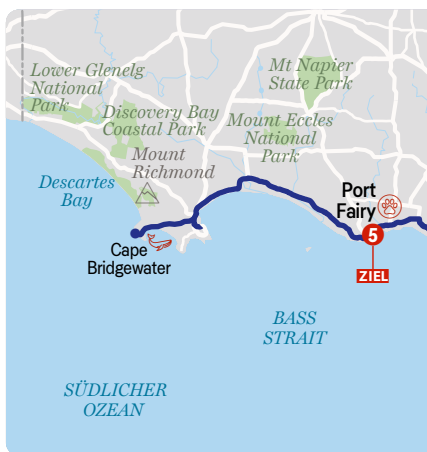 Lower Glenelg
National
Park
Mt Napier
State Park
Discovery Bay
Coastal Park
Mount Eccles
National
Park
Mount
Richmond
Descartes
Bay
Port
Fairy
5
ZIEL
Cape
Bridgewater
BASS
STRAIT
SÜDLICHER
OZEAN